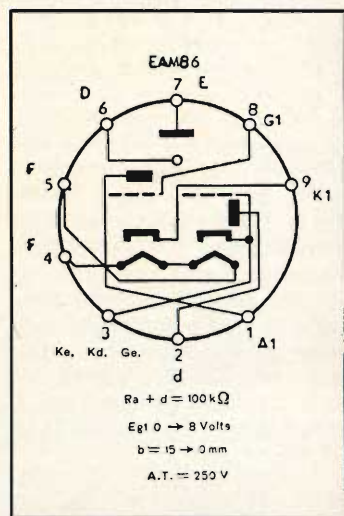 EAM86
7 E
D
6
8
G1
F
5
9
K1
F
4
3
1
Δ1
Ke. Kd. Ge.
2
d
Ra + d = 100 kΩ
Eg1 0 → 8 Volts
b = 15 → 0 mm
A.T. = 250 V